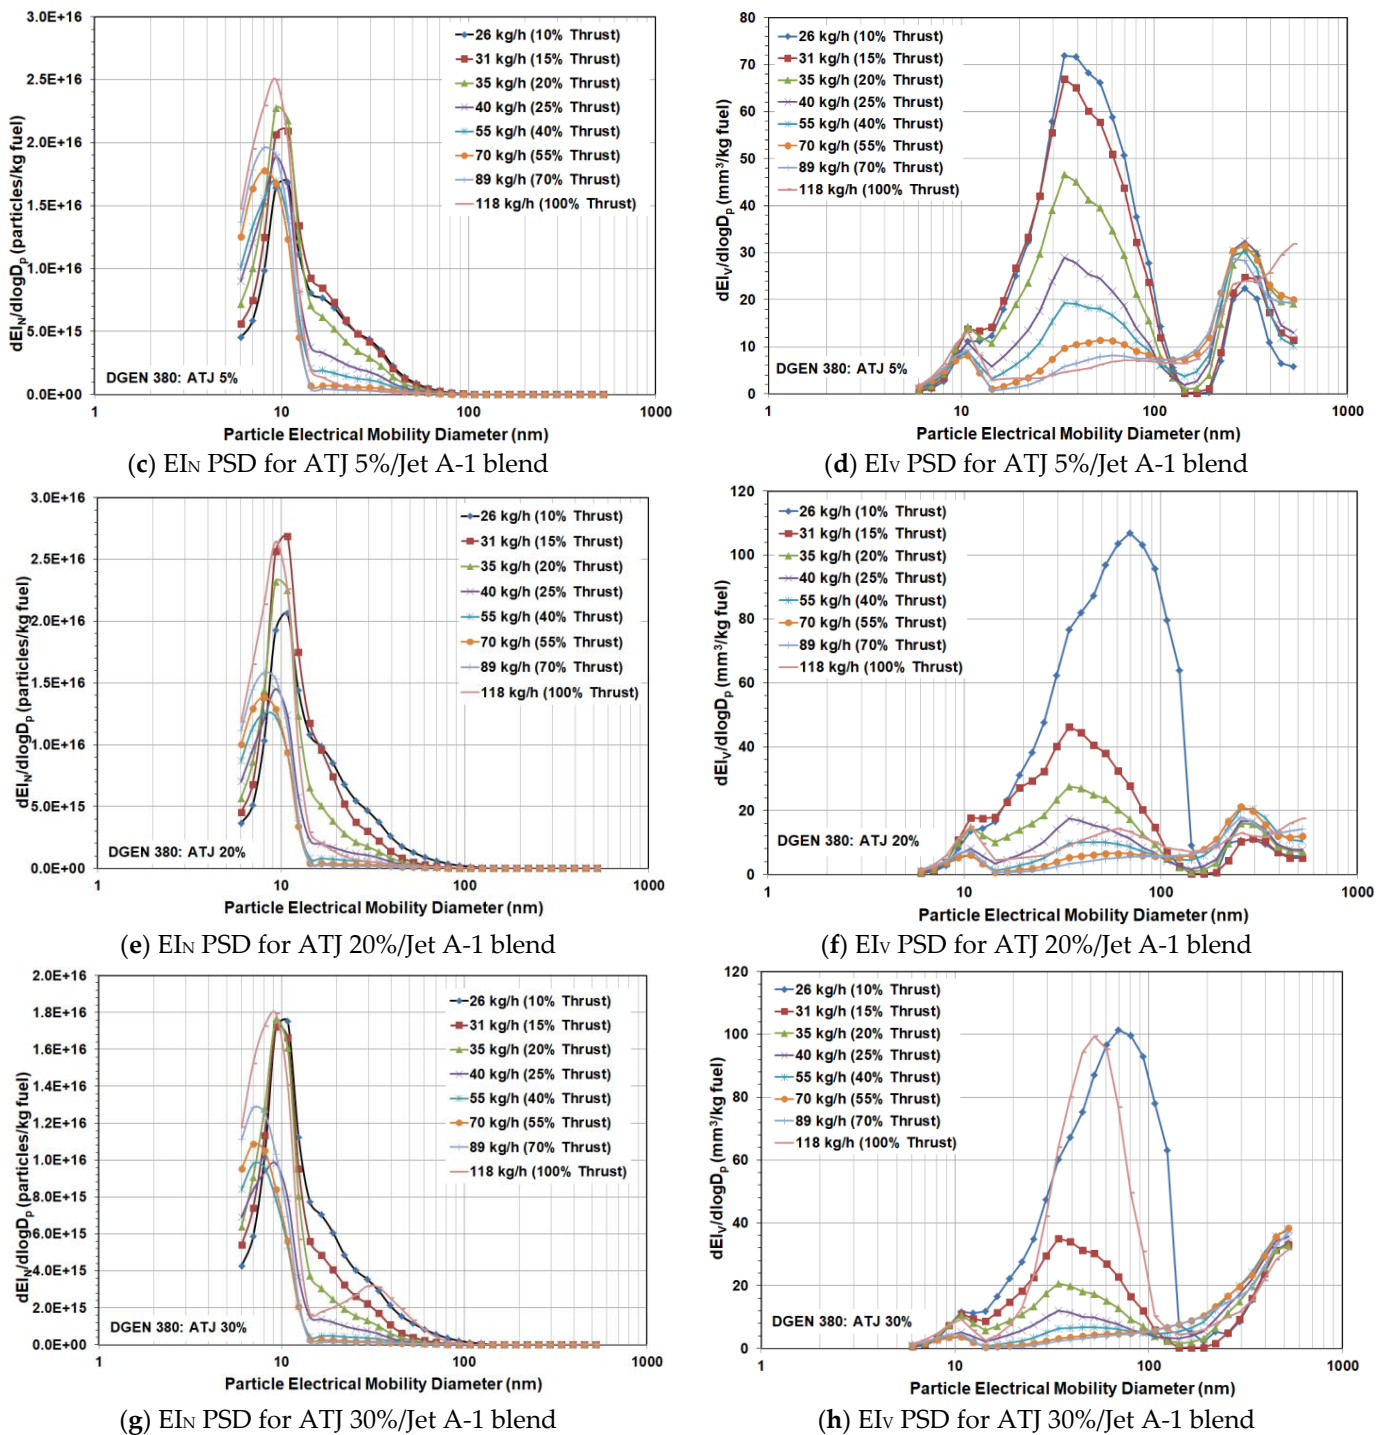 3.0E+16
2.5E+16
2.0E+16
1.5E+16
1.0E+16
5.0E+15
0.0E+00
dEI_N/dlogD_p (particles/kg fuel)
26 kg/h (10% Thrust)
31 kg/h (15% Thrust)
35 kg/h (20% Thrust)
40 kg/h (25% Thrust)
55 kg/h (40% Thrust)
70 kg/h (55% Thrust)
89 kg/h (70% Thrust)
118 kg/h (100% Thrust)
DGEN 380: ATJ 5%
1 10 100 1000
Particle Electrical Mobility Diameter (nm)
(c) EI_N PSD for ATJ 5%/Jet A-1 blend
80
70
60
50
40
30
20
10
0
dEI_V/dlogD_p (mm³/kg fuel)
26 kg/h (10% Thrust)
31 kg/h (15% Thrust)
35 kg/h (20% Thrust)
40 kg/h (25% Thrust)
55 kg/h (40% Thrust)
70 kg/h (55% Thrust)
89 kg/h (70% Thrust)
118 kg/h (100% Thrust)
DGEN 380: ATJ 5%
1 10 100 1000
Particle Electrical Mobility Diameter (nm)
(d) EI_V PSD for ATJ 5%/Jet A-1 blend
3.0E+16
2.5E+16
2.0E+16
1.5E+16
1.0E+16
5.0E+15
0.0E+00
dEI_N/dlogD_p (particles/kg fuel)
26 kg/h (10% Thrust)
31 kg/h (15% Thrust)
35 kg/h (20% Thrust)
40 kg/h (25% Thrust)
55 kg/h (40% Thrust)
70 kg/h (55% Thrust)
89 kg/h (70% Thrust)
118 kg/h (100% Thrust)
DGEN 380: ATJ 20%
1 10 100 1000
Particle Electrical Mobility Diameter (nm)
(e) EI_N PSD for ATJ 20%/Jet A-1 blend
120
100
80
60
40
20
0
dEI_V/dlogD_p (mm³/kg fuel)
26 kg/h (10% Thrust)
31 kg/h (15% Thrust)
35 kg/h (20% Thrust)
40 kg/h (25% Thrust)
55 kg/h (40% Thrust)
70 kg/h (55% Thrust)
89 kg/h (70% Thrust)
118 kg/h (100% Thrust)
DGEN 380: ATJ 20%
1 10 100 1000
Particle Electrical Mobility Diameter (nm)
(f) EI_V PSD for ATJ 20%/Jet A-1 blend
2.0E+16
1.8E+16
1.6E+16
1.4E+16
1.2E+16
1.0E+16
8.0E+15
6.0E+15
4.0E+15
2.0E+15
0.0E+00
dEI_N/dlogD_p (particles/kg fuel)
26 kg/h (10% Thrust)
31 kg/h (15% Thrust)
35 kg/h (20% Thrust)
40 kg/h (25% Thrust)
55 kg/h (40% Thrust)
70 kg/h (55% Thrust)
89 kg/h (70% Thrust)
118 kg/h (100% Thrust)
DGEN 380: ATJ 30%
1 10 100 1000
Particle Electrical Mobility Diameter (nm)
(g) EI_N PSD for ATJ 30%/Jet A-1 blend
120
100
80
60
40
20
0
dEI_V/dlogD_p (mm³/kg fuel)
26 kg/h (10% Thrust)
31 kg/h (15% Thrust)
35 kg/h (20% Thrust)
40 kg/h (25% Thrust)
55 kg/h (40% Thrust)
70 kg/h (55% Thrust)
89 kg/h (70% Thrust)
118 kg/h (100% Thrust)
DGEN 380: ATJ 30%
1 10 100 1000
Particle Electrical Mobility Diameter (nm)
(h) EI_V PSD for ATJ 30%/Jet A-1 blend